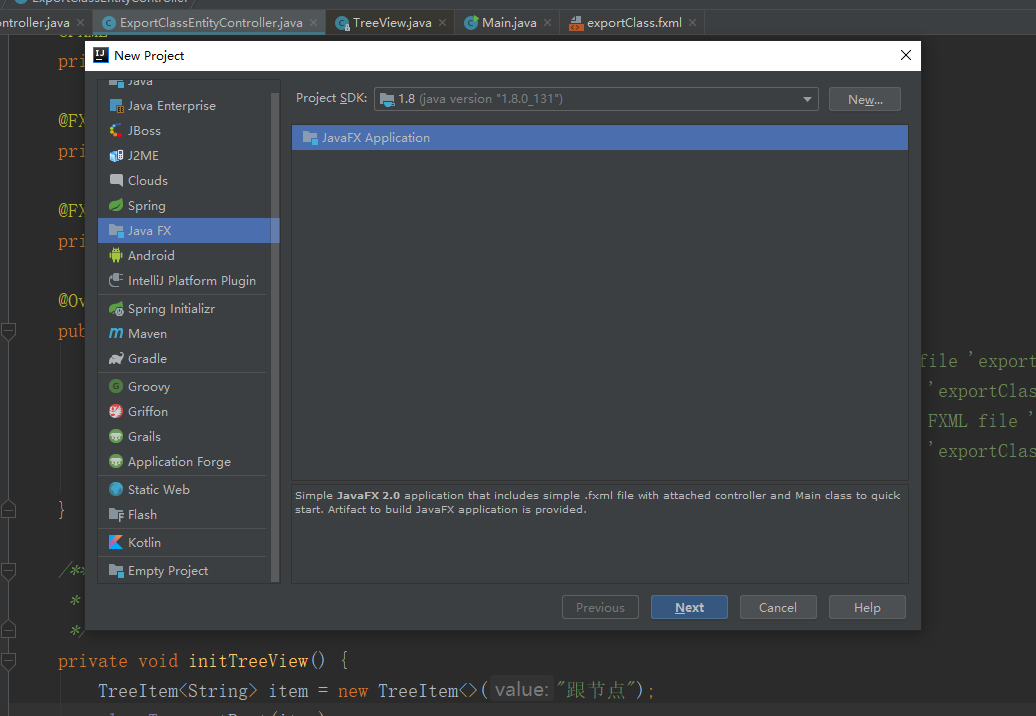 ExportClassEntityController
ontroller.java
ExportClassEntityController.java
TreeView.java
Main.java
exportClass.fxml
New Project
Java
Java Enterprise
JBoss
J2ME
Clouds
Spring
Java FX
Android
IntelliJ Platform Plugin
Spring Initializr
Maven
Gradle
Groovy
Griffon
Grails
Application Forge
Static Web
Flash
Kotlin
Empty Project
Project SDK:
1.8 (java version "1.8.0_131")
New...
JavaFX Application
Simple JavaFX 2.0 application that includes simple .fxml file with attached controller and Main class to quick
start. Artifact to build JavaFX application is provided.
Previous
Next
Cancel
Help
pri
@FX
pri
@FX
pri
@Ov
pub
file 'export
'exportClas
FXML file '
'exportClas
}
/**
*
*/
private void initTreeView() {
TreeItem<String> item = new TreeItem<>( value: "跟节点");